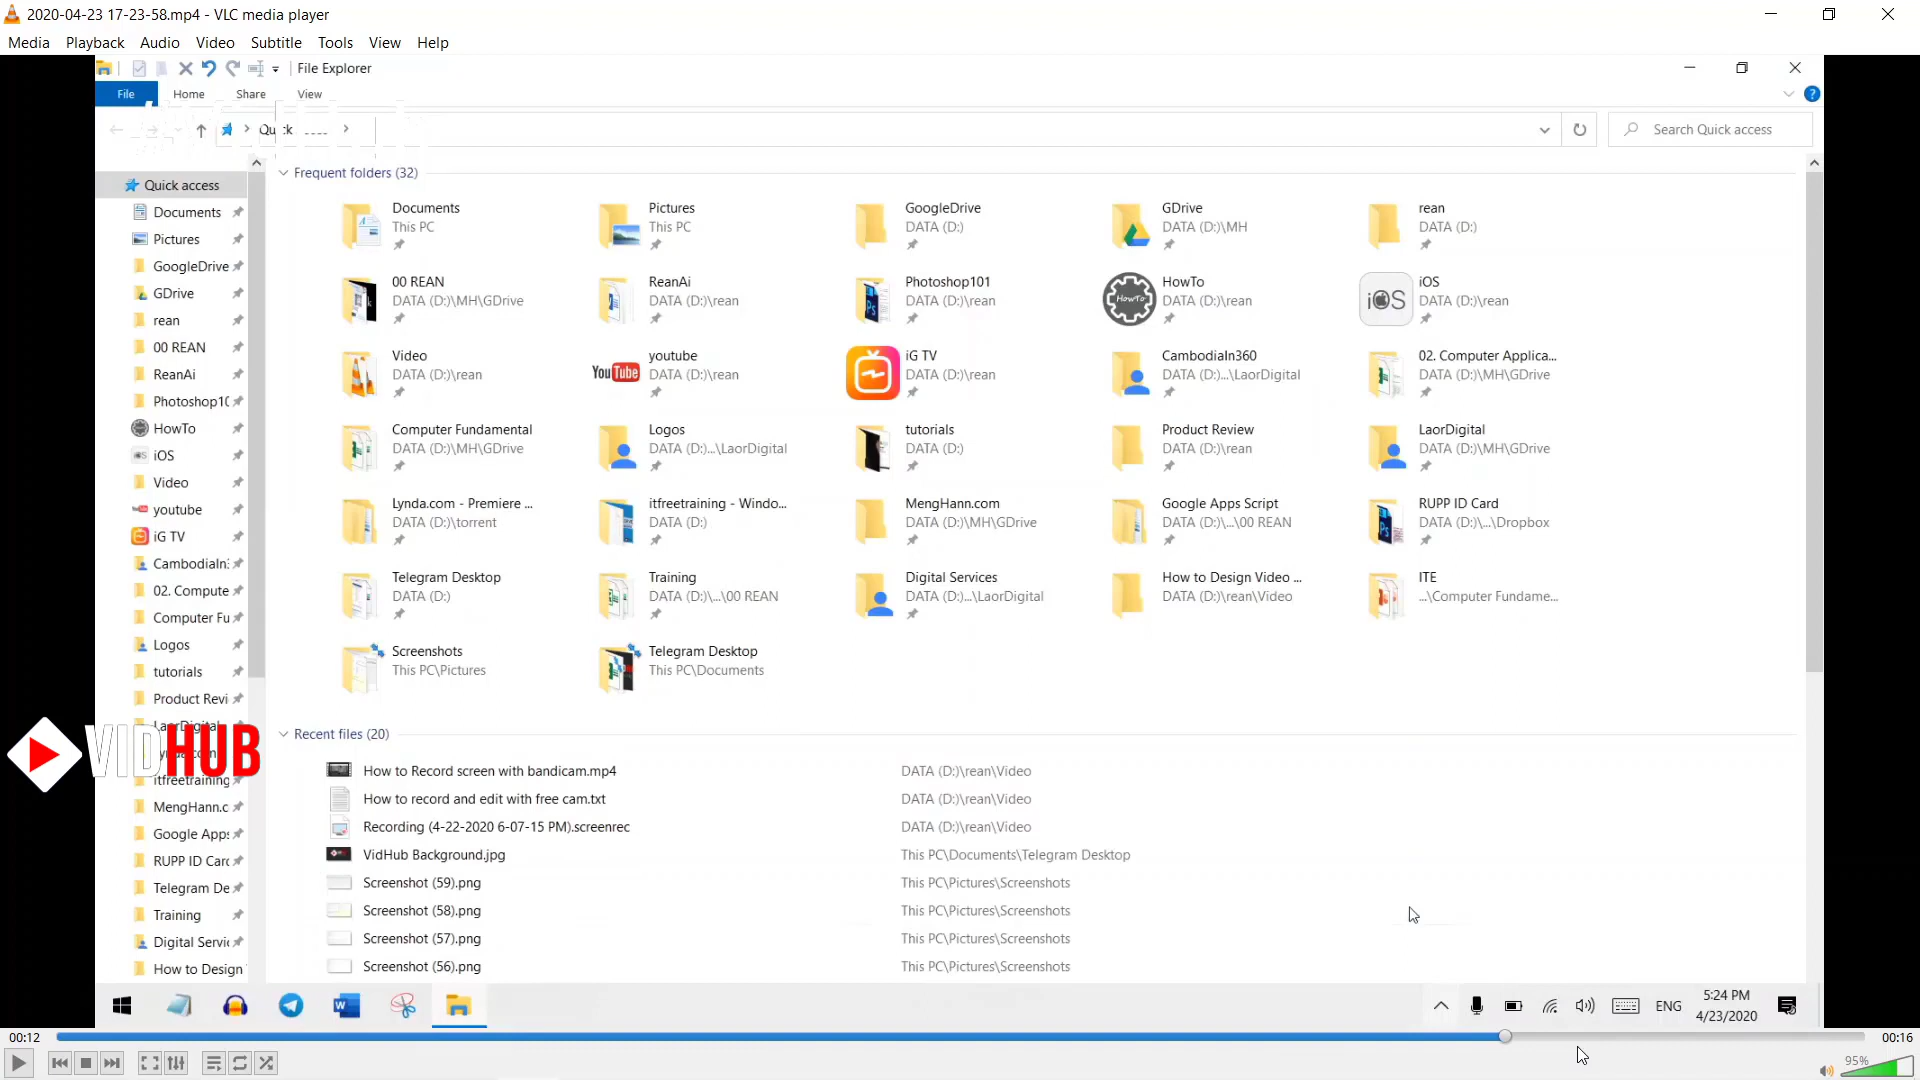 2020-04-23 17-23-58.mp4 - VLC media player
Media Playback Audio Video Subtitle Tools View Help
File Explorer
File Home Share View
Quick
Search Quick access
Quick access
Documents
Pictures
GoogleDrive
GDrive
rean
00 REAN
ReanAi
Photoshop10
HowTo
iOS
Video
youtube
iG TV
CambodiaIn:
02. Compute
Computer Fu
Logos
tutorials
Product Revi
LaorDigital
itfreetraining
MengHann.c
Google Apps
RUPP ID Card
Telegram De
Training
Digital Servic
How to Design
VIDHUB
Frequent folders (32)
Documents
This PC
Pictures
This PC
GoogleDrive
DATA (D:)
GDrive
DATA (D:)\MH
rean
DATA (D:)
00 REAN
DATA (D:)\MH\GDrive
ReanAi
DATA (D:)\rean
Photoshop101
DATA (D:)\rean
HowTo
DATA (D:)\rean
iOS
DATA (D:)\rean
Video
DATA (D:)\rean
YouTube
youtube
DATA (D:)\rean
iG TV
DATA (D:)\rean
CambodiaIn360
DATA (D:)...\LaorDigital
02. Computer Applica...
DATA (D:)\MH\GDrive
Computer Fundamental
DATA (D:)\MH\GDrive
Logos
DATA (D:)...\LaorDigital
tutorials
DATA (D:)
Product Review
DATA (D:)\rean
LaorDigital
DATA (D:)\MH\GDrive
Lynda.com - Premiere ...
DATA (D:)\torrent
itfreetraining - Windo...
DATA (D:)
MengHann.com
DATA (D:)\MH\GDrive
Google Apps Script
DATA (D:)\...\00 REAN
RUPP ID Card
DATA (D:)\...\Dropbox
Telegram Desktop
DATA (D:)
Training
DATA (D:)\...\00 REAN
Digital Services
DATA (D:)...\LaorDigital
How to Design Video ...
DATA (D:)\rean\Video
ITE
...\Computer Fundame...
Screenshots
This PC\Pictures
Telegram Desktop
This PC\Documents
Recent files (20)
How to Record screen with bandicam.mp4 DATA (D:)\rean\Video
How to record and edit with free cam.txt DATA (D:)\rean\Video
Recording (4-22-2020 6-07-15 PM).screenrec DATA (D:)\rean\Video
VidHub Background.jpg This PC\Documents\Telegram Desktop
Screenshot (59).png This PC\Pictures\Screenshots
Screenshot (58).png This PC\Pictures\Screenshots
Screenshot (57).png This PC\Pictures\Screenshots
Screenshot (56).png This PC\Pictures\Screenshots
ENG
5:24 PM
4/23/2020
00:12
00:16
95%